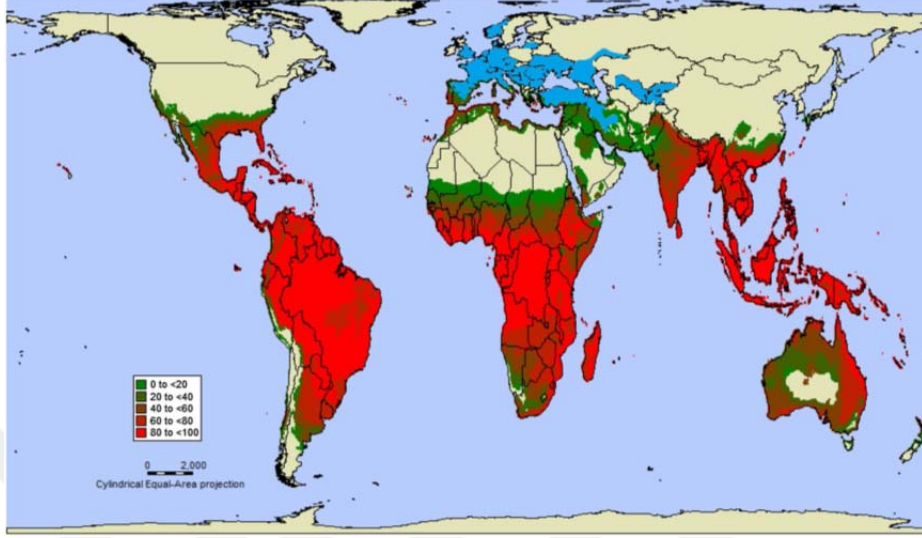 0 to <20
20 to <40
40 to <60
60 to <80
80 to <100
0 2,000
Cylindrical Equal-Area projection